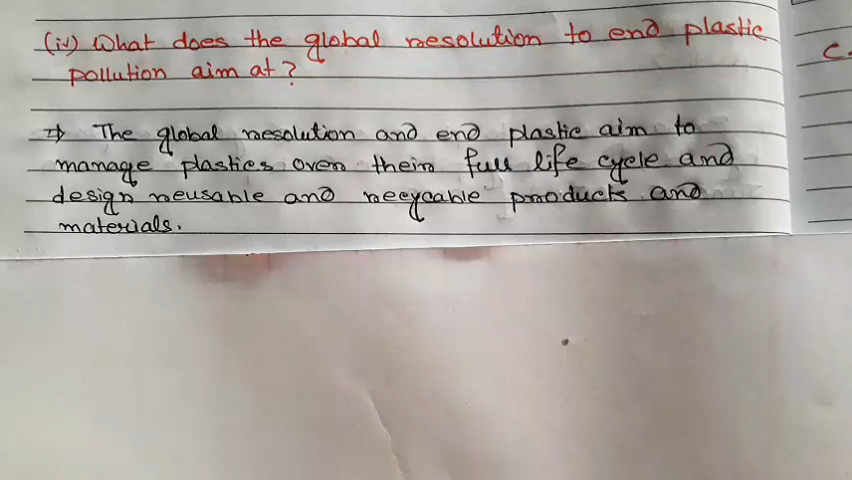 (iv) What does the global resolution to end plastic
pollution aim at?
⇒ The global resolution and end plastic aim to
manage plastics over their full life cycle and
design reusable and recycable products and
materials.
C.